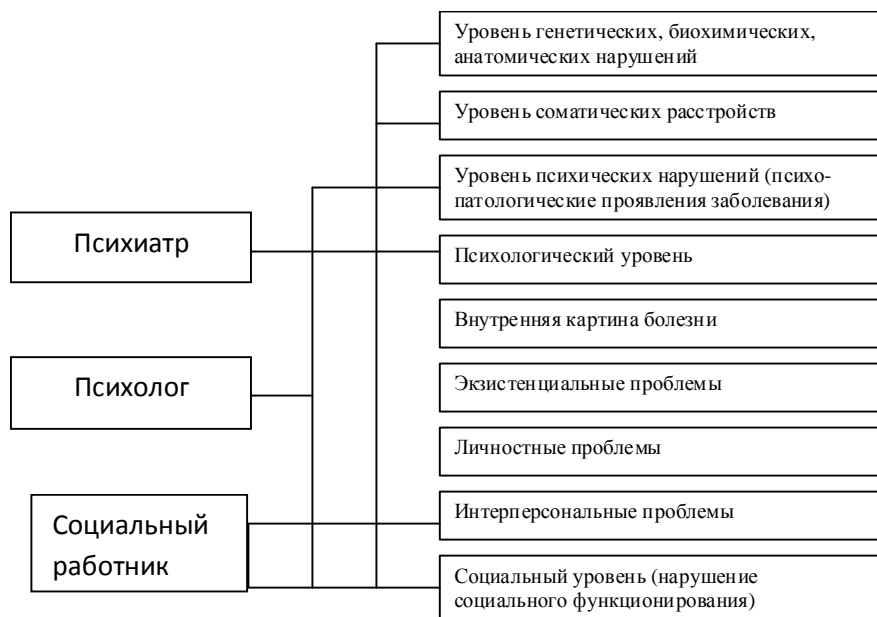 Психиатр
Психолог
Социальный
работник
Уровень генетических, биохимических,
анатомических нарушений
Уровень соматических расстройств
Уровень психических нарушений (психо-
патологические проявления заболевания)
Психологический уровень
Внутренняя картина болезни
Экзистенциальные проблемы
Личностные проблемы
Интерперсональные проблемы
Социальный уровень (нарушение
социального функционирования)